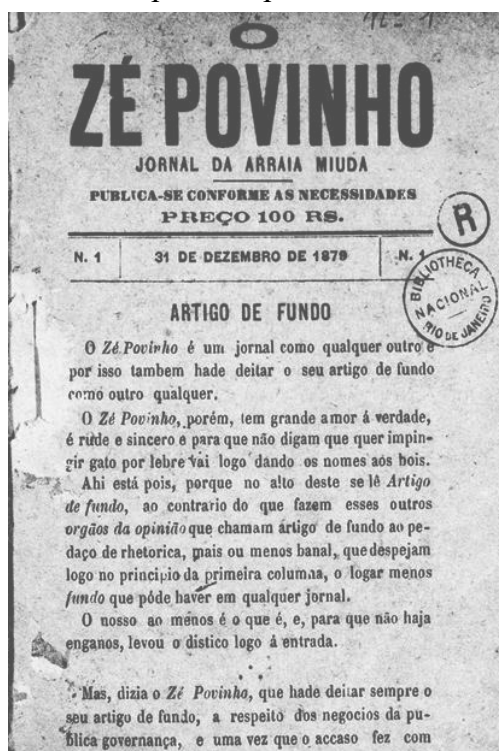 O
ZÉ POVINHO
JORNAL DA ARRAIA MIUDA
PUBLICA-SE CONFORME AS NECESSIDADES
PREÇO 100 RS.
R
N. 1 31 DE DEZEMBRO DE 1879 N. 1
BIBLIOTHECA NACIONAL RIO DE JANEIRO
ARTIGO DE FUNDO
O Zé Povinho é um jornal como qualquer outro e
por isso tambem hade deitar o seu artigo de fundo
como outro qualquer.
O Zé Povinho, porém, tem grande amor á verdade,
é rude e sincero e para que não digam que quer impin-
gir gato por lebre vai logo dando os nomes aos bois.
Ahi está pois, porque no alto deste se lê Artigo
de fundo, ao contrario do que fazem esses outros
orgãos da opinião que chamam artigo de fundo ao pe-
daço de rhetorica, mais ou menos banal, que despejam
logo no principio da primeira columna, o logar menos
fundo que póde haver em qualquer jornal.
O nosso ao menos é o que é, e, para que não haja
enganos, levou o distico logo á entrada.
Mas, dizia o Zé Povinho, que hade deitar sempre o
seu artigo de fundo, a respeito dos negocios da pu-
blica governança, e uma vez que o accaso fez com